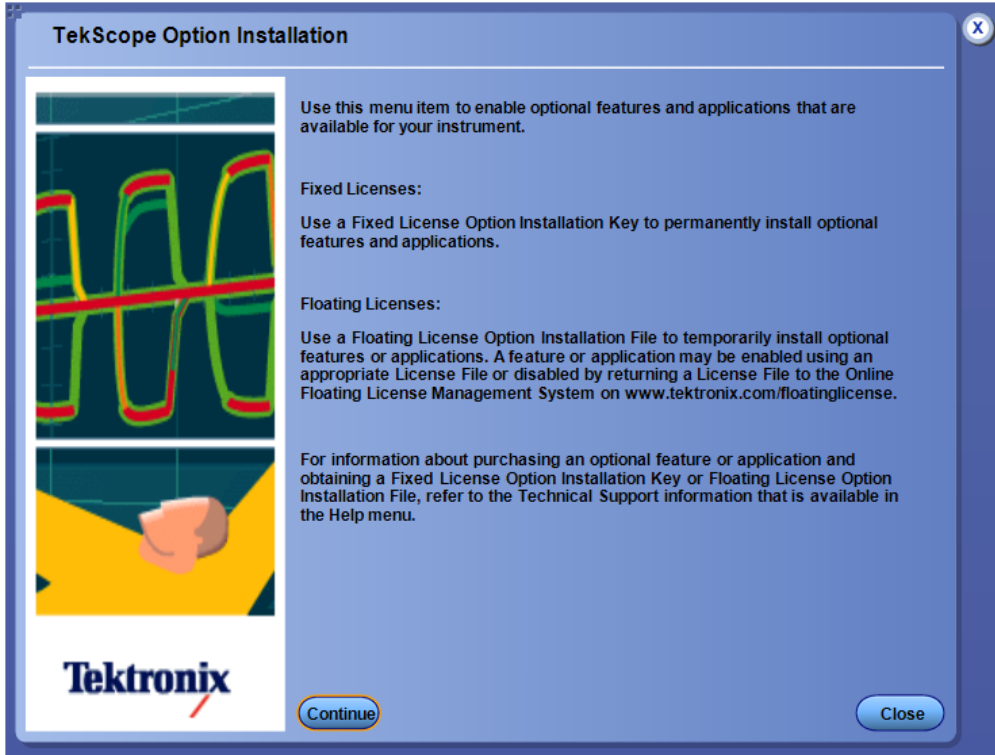 TekScope Option Installation
X
Use this menu item to enable optional features and applications that are
available for your instrument.
Fixed Licenses:
Use a Fixed License Option Installation Key to permanently install optional
features and applications.
Floating Licenses:
Use a Floating License Option Installation File to temporarily install optional
features or applications. A feature or application may be enabled using an
appropriate License File or disabled by returning a License File to the Online
Floating License Management System on www.tektronix.com/floatinglicense.
For information about purchasing an optional feature or application and
obtaining a Fixed License Option Installation Key or Floating License Option
Installation File, refer to the Technical Support information that is available in
the Help menu.
Tektronix
Continue
Close